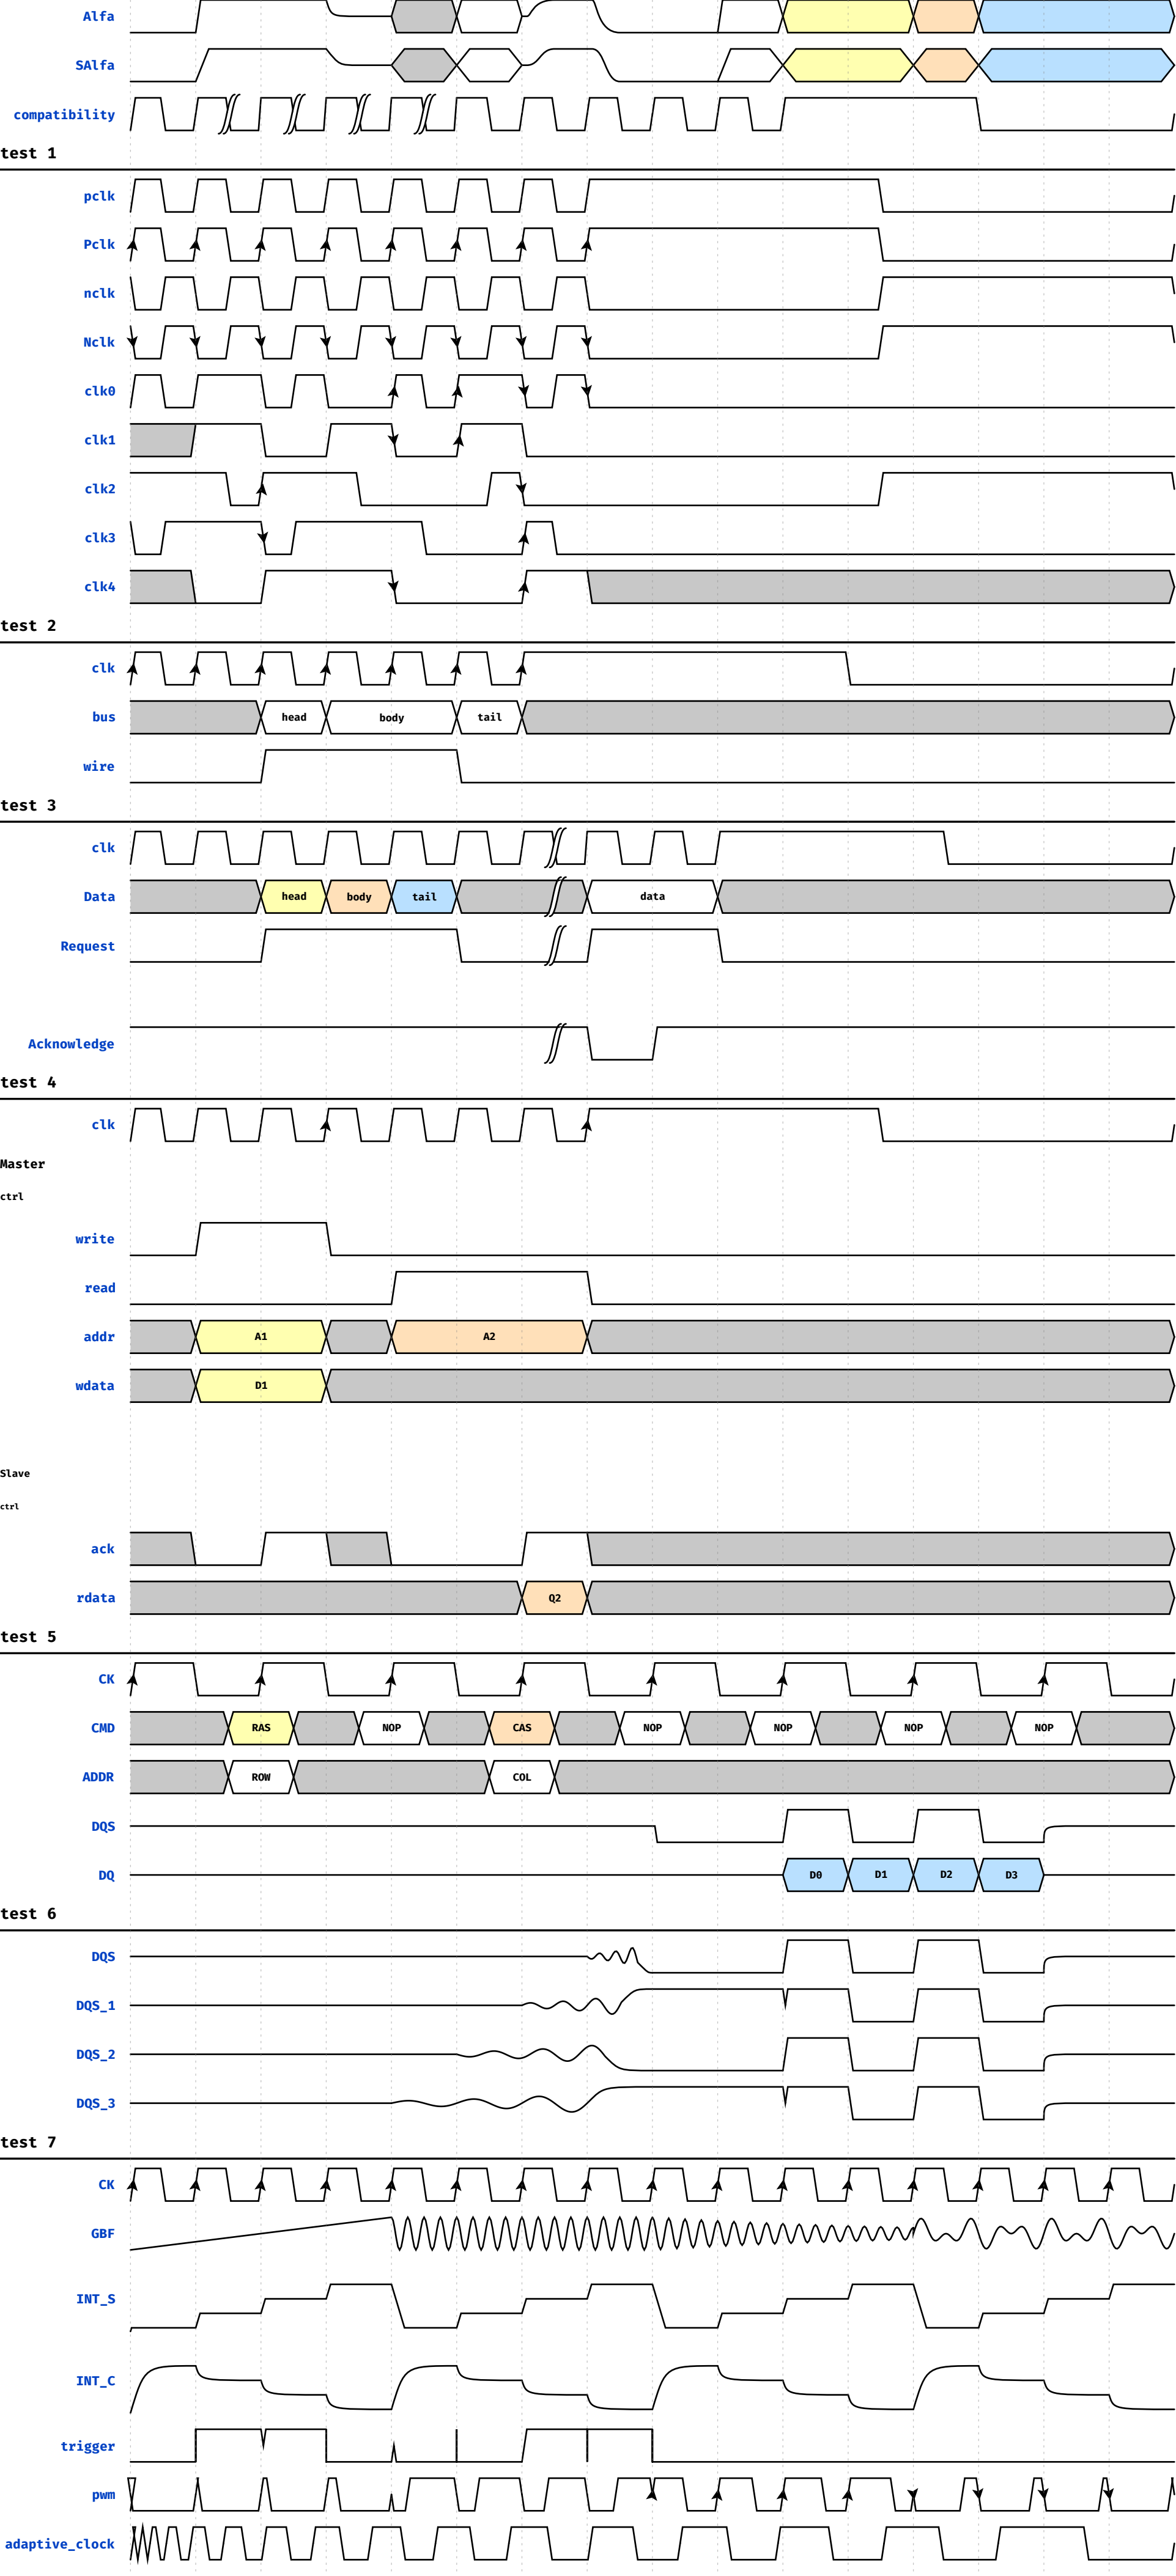 Alfa
SAlfa
compatibility
test 1
pclk
Pclk
nclk
Nclk
clk0
clk1
clk2
clk3
clk4
test 2
clk
bus head body tail
wire
test 3
clk
Data head body tail data
Request
Acknowledge
test 4
clk
Master
ctrl
write
read
addr A1 A2
wdata D1
Slave
ctrl
ack
rdata Q2
test 5
CK
CMD RAS NOP CAS NOP NOP NOP NOP
ADDR ROW COL
DQS
DQ D0 D1 D2 D3
test 6
DQS
DQS_1
DQS_2
DQS_3
test 7
CK
GBF
INT_S
INT_C
trigger
pwm
adaptive_clock